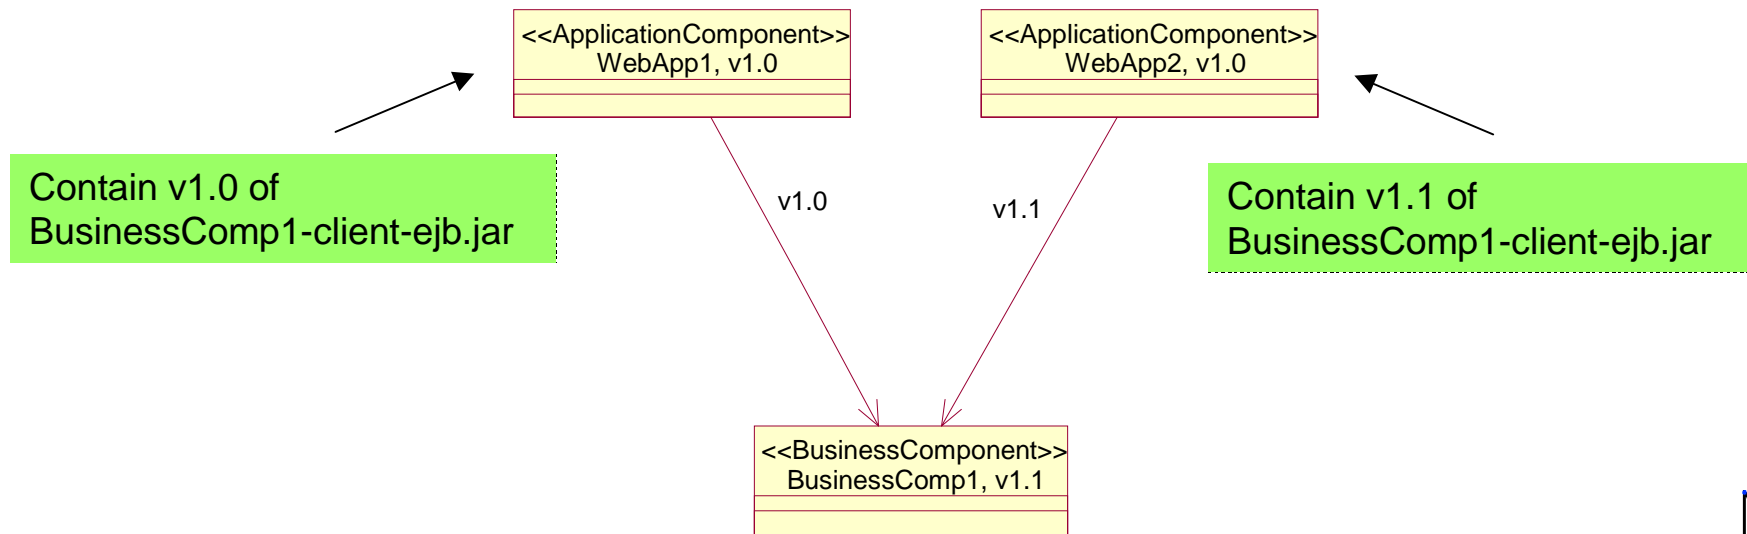 <<ApplicationComponent>>
WebApp1, v1.0
<<ApplicationComponent>>
WebApp2, v1.0
Contain v1.0 of
BusinessComp1-client-ejb.jar
v1.0
v1.1
Contain v1.1 of
BusinessComp1-client-ejb.jar
<<BusinessComponent>>
BusinessComp1, v1.1